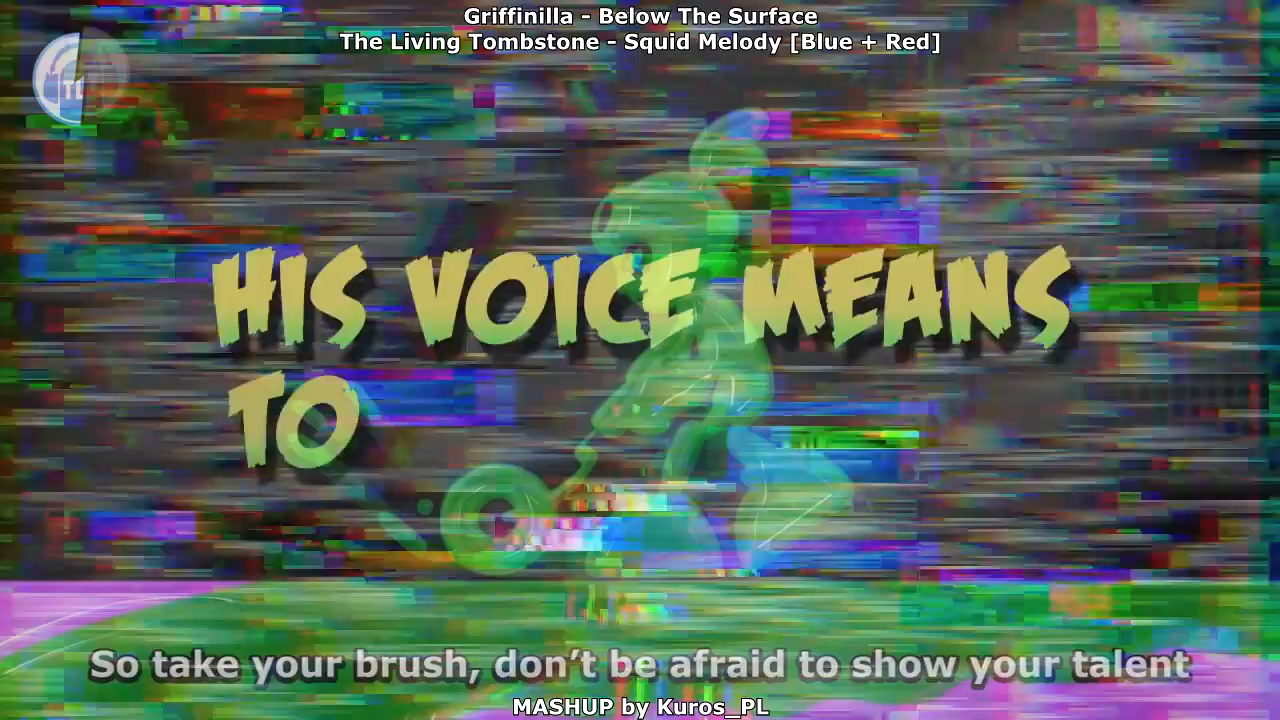 Griffinilla - Below The Surface
The Living Tombstone - Squid Melody [Blue + Red]
HIS VOICE MEANS
TO
So take your brush, don't be afraid to show your talent
MASHUP by Kuros_PL